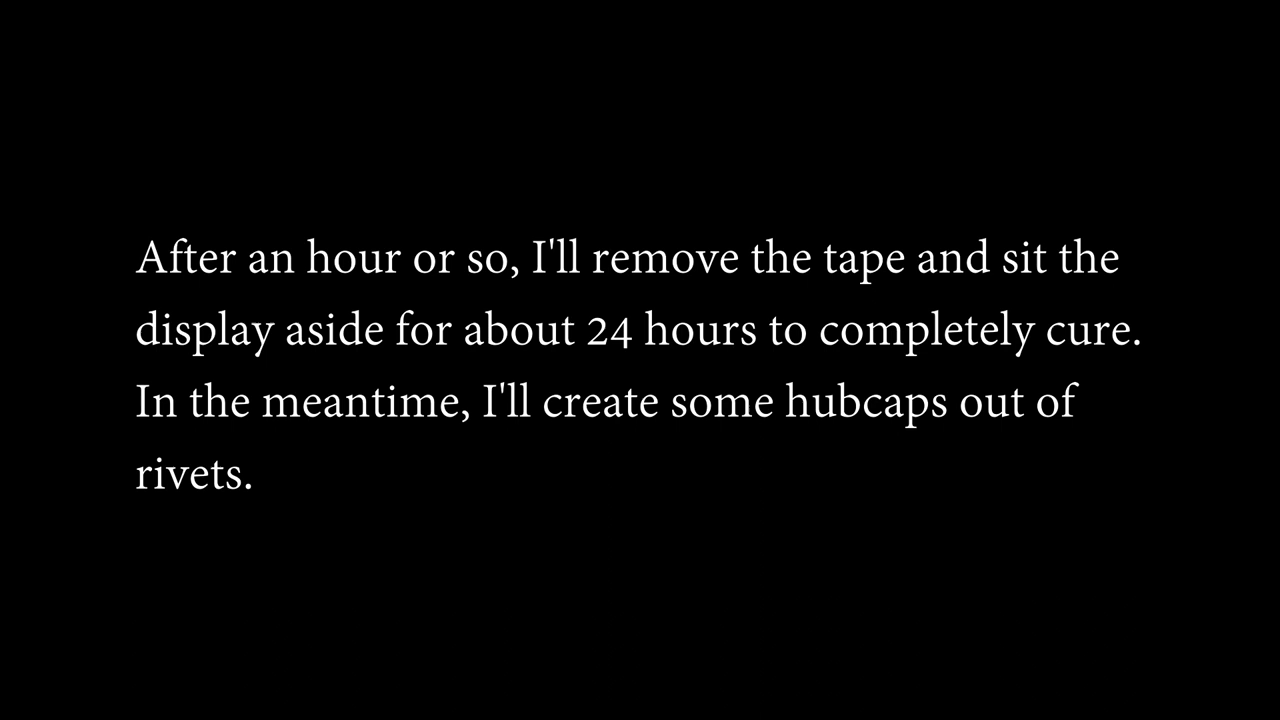 After an hour or so, I'll remove the tape and sit the
display aside for about 24 hours to completely cure.
In the meantime, I'll create some hubcaps out of
rivets.